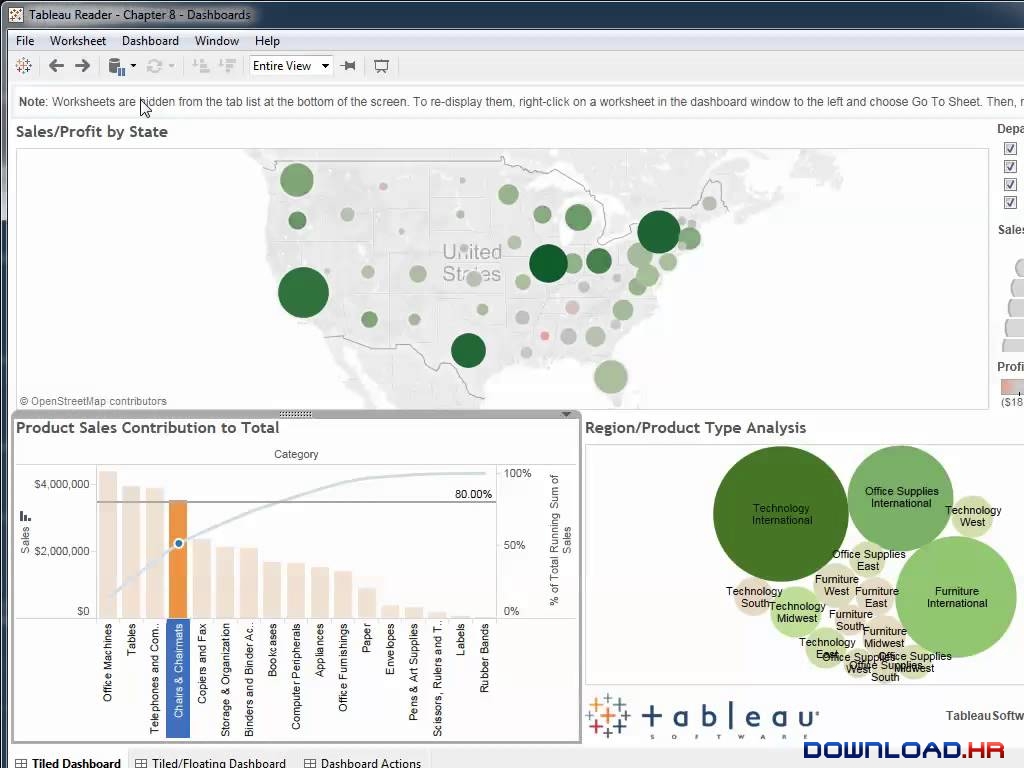 Tableau Reader - Chapter 8 - Dashboards
File Worksheet Dashboard Window Help
Entire View
Note: Worksheets are hidden from the tab list at the bottom of the screen. To re-display them, right-click on a worksheet in the dashboard window to the left and choose Go To Sheet. Then, r
Sales/Profit by State
Depa
United
States
Sales
Profi
($18
© OpenStreetMap contributors
Product Sales Contribution to Total
Category
$4,000,000
$2,000,000
$0
Sales
80.00%
100%
50%
0%
% of Total Running Sum of
Sales
Office Machines
Tables
Telephones and Com..
Chairs & Chairmats
Copiers and Fax
Storage & Organization
Binders and Binder Ac..
Bookcases
Computer Peripherals
Appliances
Office Furnishings
Paper
Envelopes
Pens & Art Supplies
Scissors, Rulers and T..
Labels
Rubber Bands
Region/Product Type Analysis
Technology
International
Office Supplies
International
Technology
West
Office Supplies
East
Furniture
West
Furniture
East
Furniture
International
Technology
South
Technology
Midwest
Furniture
South
Furniture
Midwest
Technology
East
Office Supplies
West
Office Supplies
Midwest
Office Supplies
South
+ableau
SOFTWARE
Tableau Softw
DOWNLOAD.HR
Tiled Dashboard Tiled/Floating Dashboard Dashboard Actions